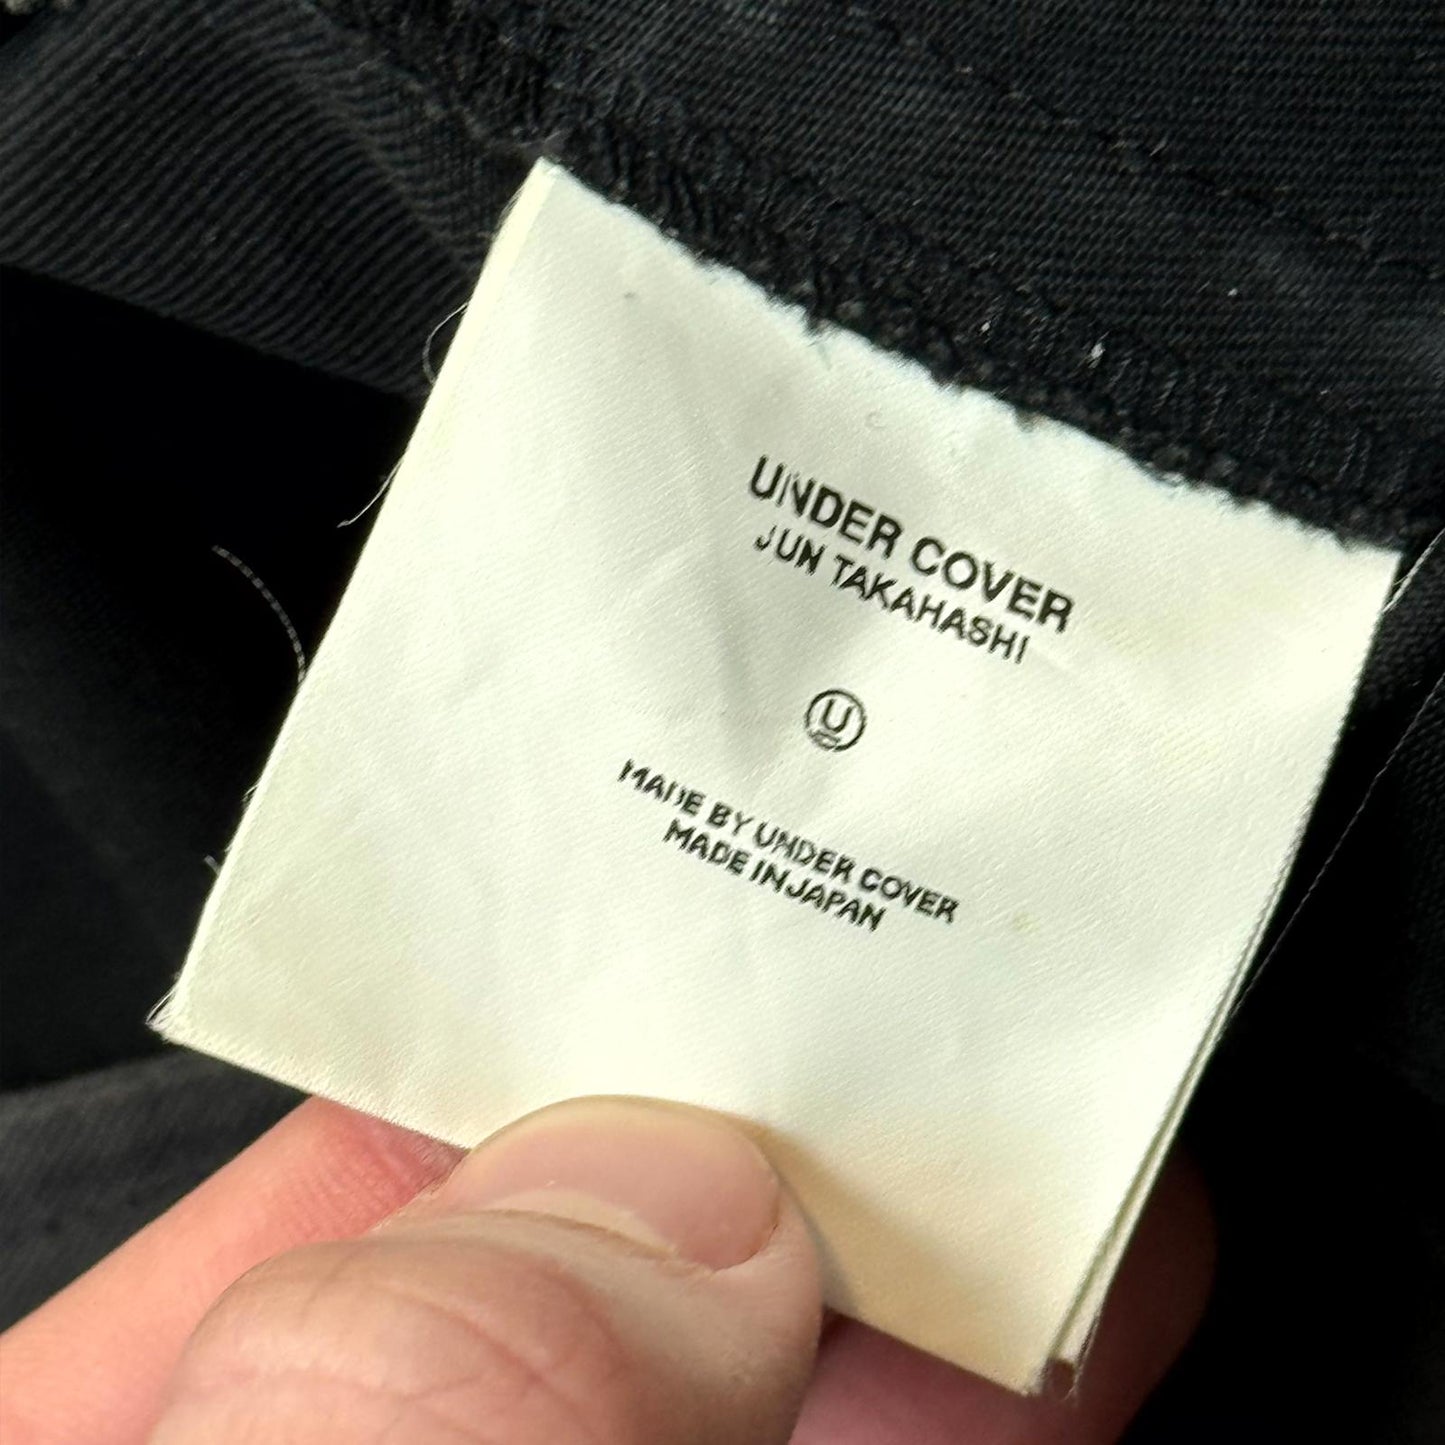 UNDER COVER
JUN TAKAHASHI
U
MADE BY UNDER COVER
MADE IN JAPAN